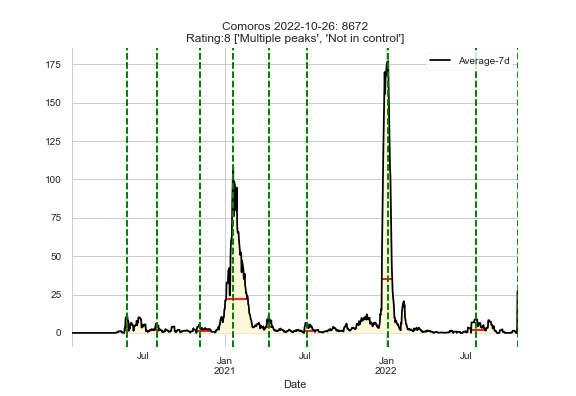 Comoros 2022-10-26: 8672
Rating:8 ['Multiple peaks', 'Not in control']
Average-7d
175
150
125
100
75
50
25
0
Jul
Jan
2021
Jul
Jan
2022
Jul
Date